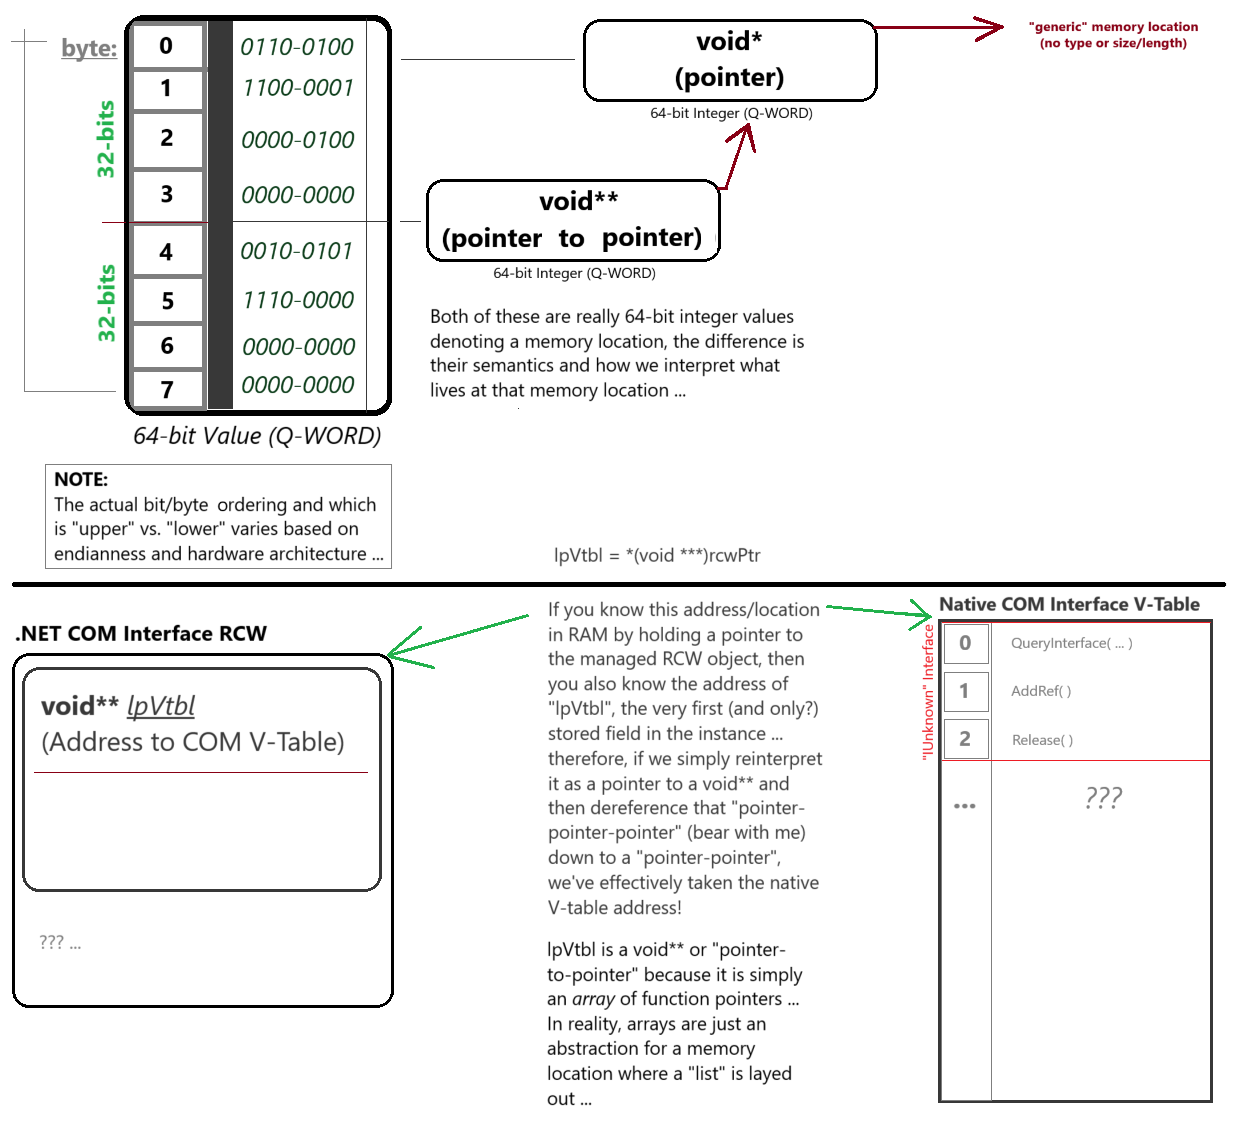 byte:
0 0110-0100
1 1100-0001
2 0000-0100
3 0000-0000
4 0010-0101
5 1110-0000
6 0000-0000
7 0000-0000
32-bits
32-bits
64-bit Value (Q-WORD)
void*
(pointer)
64-bit Integer (Q-WORD)
"generic" memory location
(no type or size/length)
void**
(pointer to pointer)
64-bit Integer (Q-WORD)
Both of these are really 64-bit integer values
denoting a memory location, the difference is
their semantics and how we interpret what
lives at that memory location ...
NOTE:
The actual bit/byte ordering and which
is "upper" vs. "lower" varies based on
endianness and hardware architecture ...
lpVtbl = *(void ***)rcwPtr
.NET COM Interface RCW
void** lpVtbl
(Address to COM V-Table)
??? ...
If you know this address/location
in RAM by holding a pointer to
the managed RCW object, then
you also know the address of
"lpVtbl", the very first (and only?)
stored field in the instance ...
therefore, if we simply reinterpret
it as a pointer to a void** and
then dereference that "pointer-
pointer-pointer" (bear with me)
down to a "pointer-pointer",
we've effectively taken the native
V-table address!
lpVtbl is a void** or "pointer-
to-pointer" because it is simply
an array of function pointers ...
In reality, arrays are just an
abstraction for a memory
location where a "list" is layed
out ...
Native COM Interface V-Table
"IUnknown" Interface
0 QueryInterface( ... )
1 AddRef( )
2 Release( )
... ???